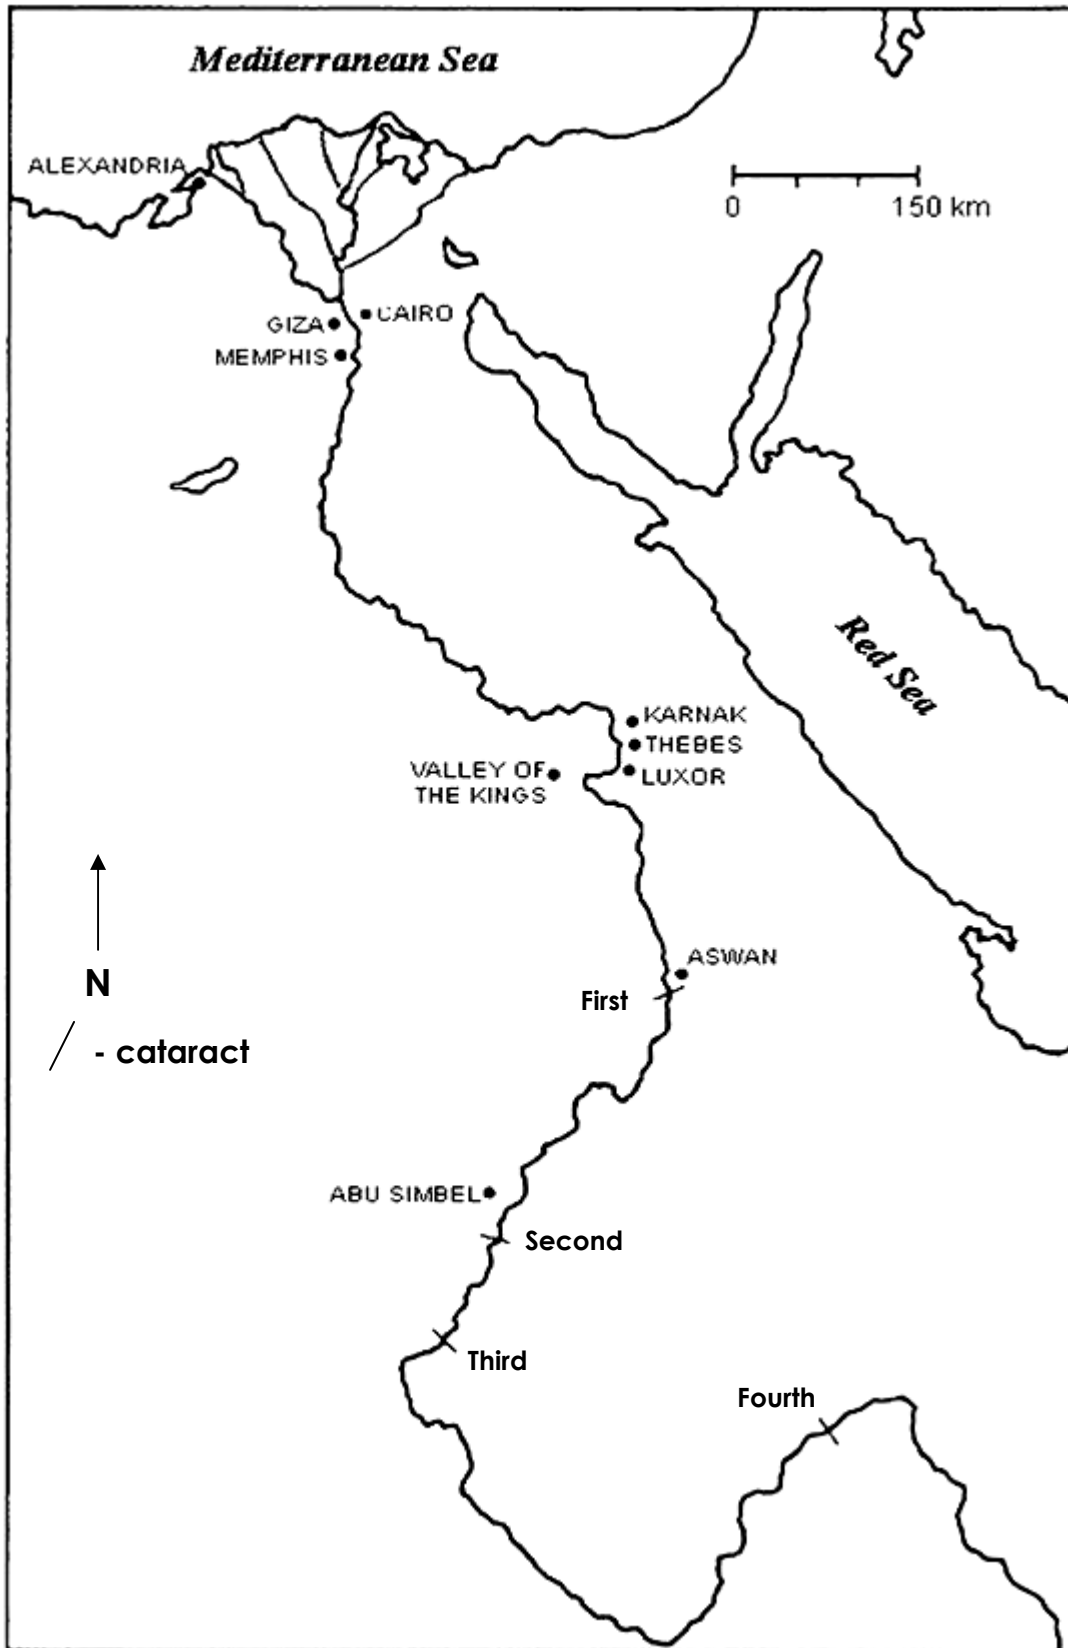 Mediterranean Sea
ALEXANDRIA
0 150 km
CAIRO
GIZA
MEMPHIS
Red Sea
KARNAK
THEBES
VALLEY OF
THE KINGS
LUXOR
ASWAN
N
First
- cataract
ABU SIMBEL
Second
Third
Fourth